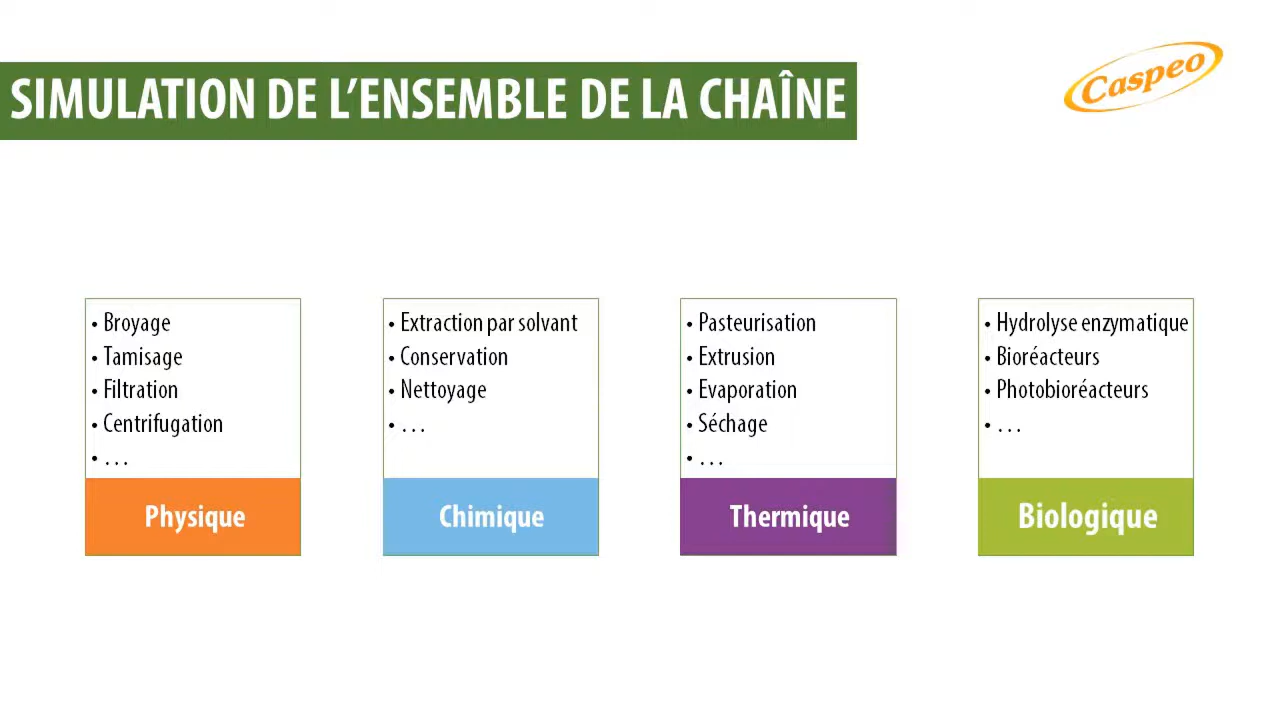 SIMULATION DE L’ENSEMBLE DE LA CHAÎNE
Caspeo
• Broyage
• Tamisage
• Filtration
• Centrifugation
• …
Physique
• Extraction par solvant
• Conservation
• Nettoyage
• …
Chimique
• Pasteurisation
• Extrusion
• Evaporation
• Séchage
• …
Thermique
• Hydrolyse enzymatique
• Bioréacteurs
• Photobioréacteurs
• …
Biologique